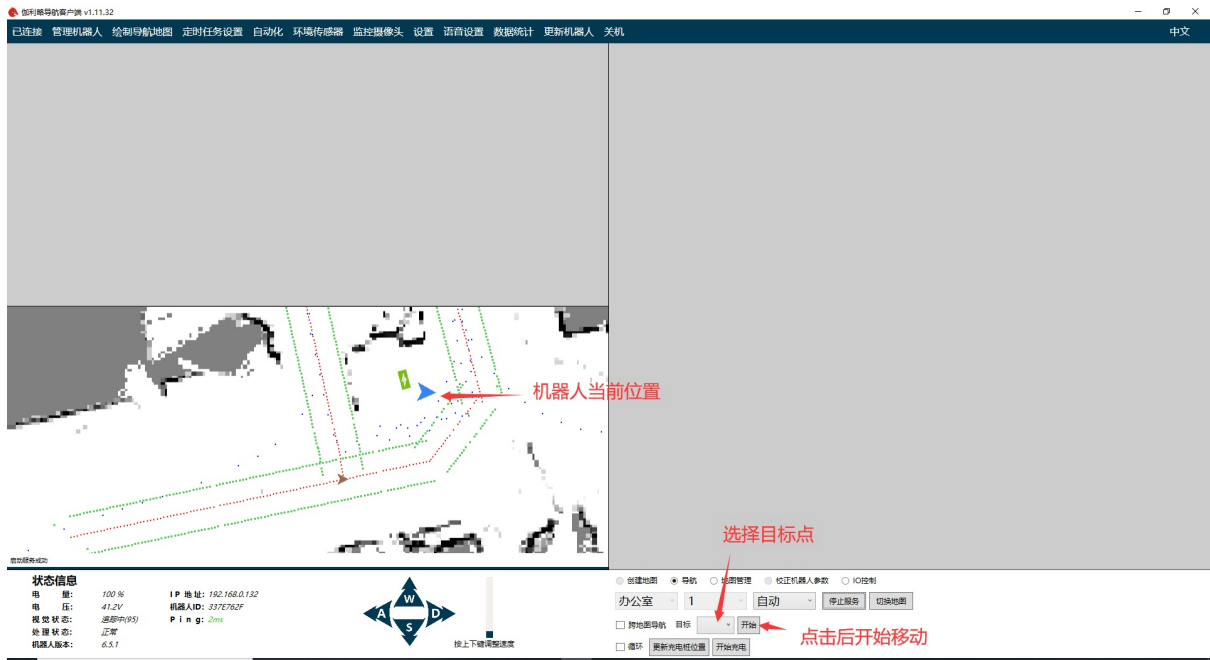 伽利略导航客户端 v1.11.32
已连接 管理机器人 绘制导航地图 定时任务设置 自动化 环境传感器 监控摄像头 设置 语音设置 数据统计 更新机器人 关机 中文
机器人当前位置
选择目标点
启动服务成功
状态信息
电 量: 100 % IP 地址: 192.168.0.132
电 压: 41.2V 机器人ID: 337E762F
视觉状态: 追踪中(95) Ping: 2ms
处理状态: 正常
机器人版本: 6.5.1
W
A D
S
按上下键调整速度
创建地图 导航 地图管理 校正机器人参数 IO控制
办公室 1 自动 停止服务 切换地图
跨地图导航 目标 开始
点击后开始移动
循环 更新充电桩位置 开始充电